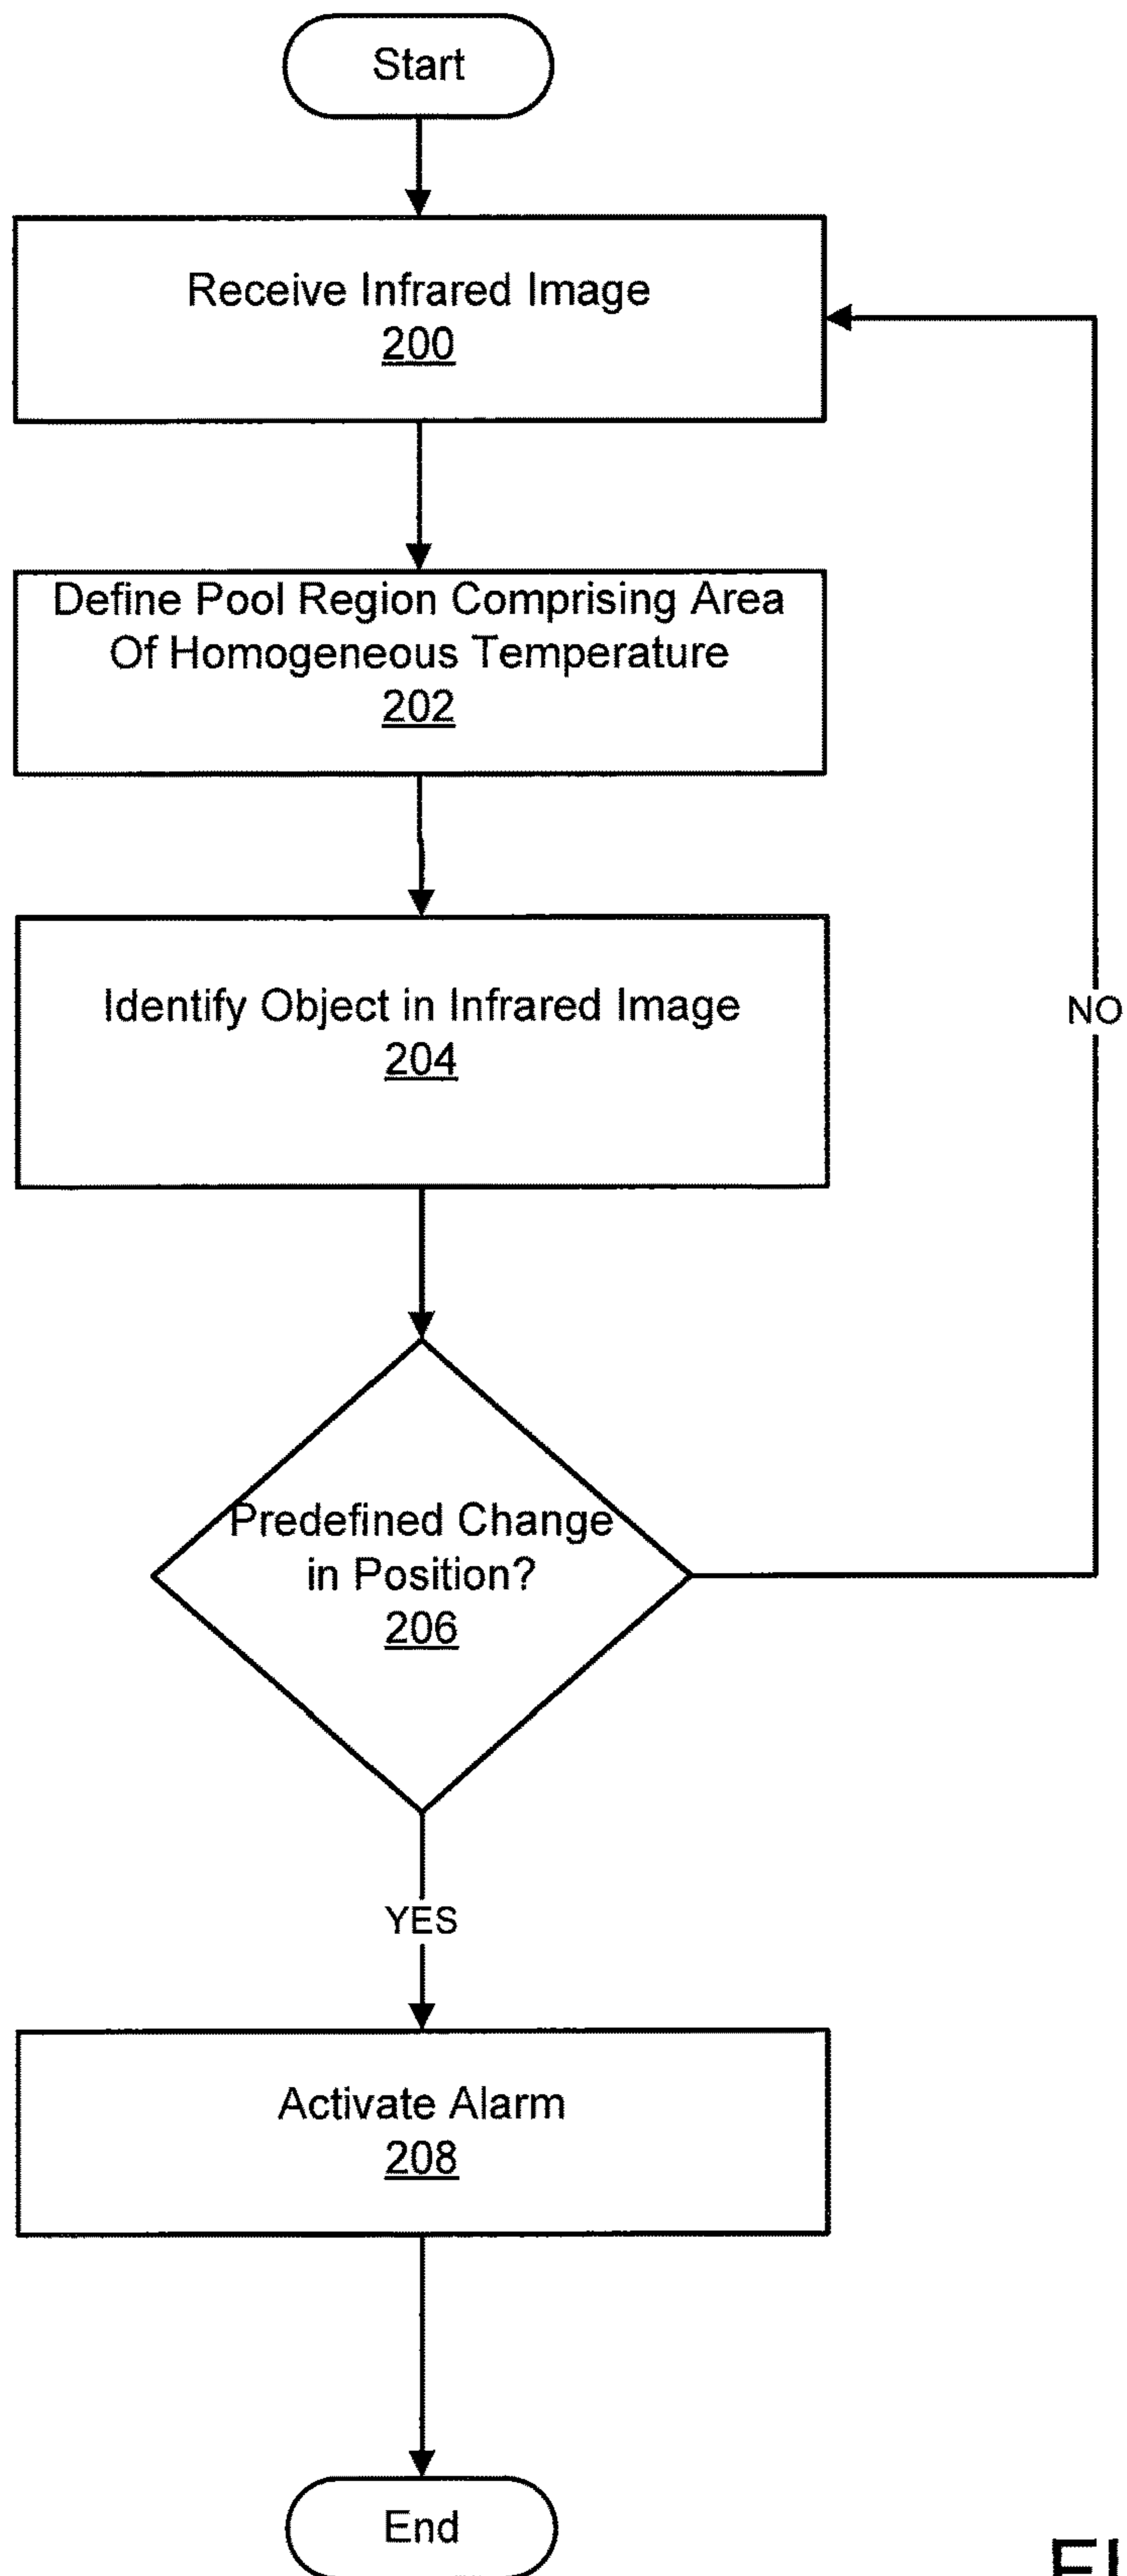 Start
Receive Infrared Image
200
Define Pool Region Comprising Area
Of Homogeneous Temperature
202
Identify Object in Infrared Image
204
NO
Predefined Change
in Position?
206
YES
Activate Alarm
208
End